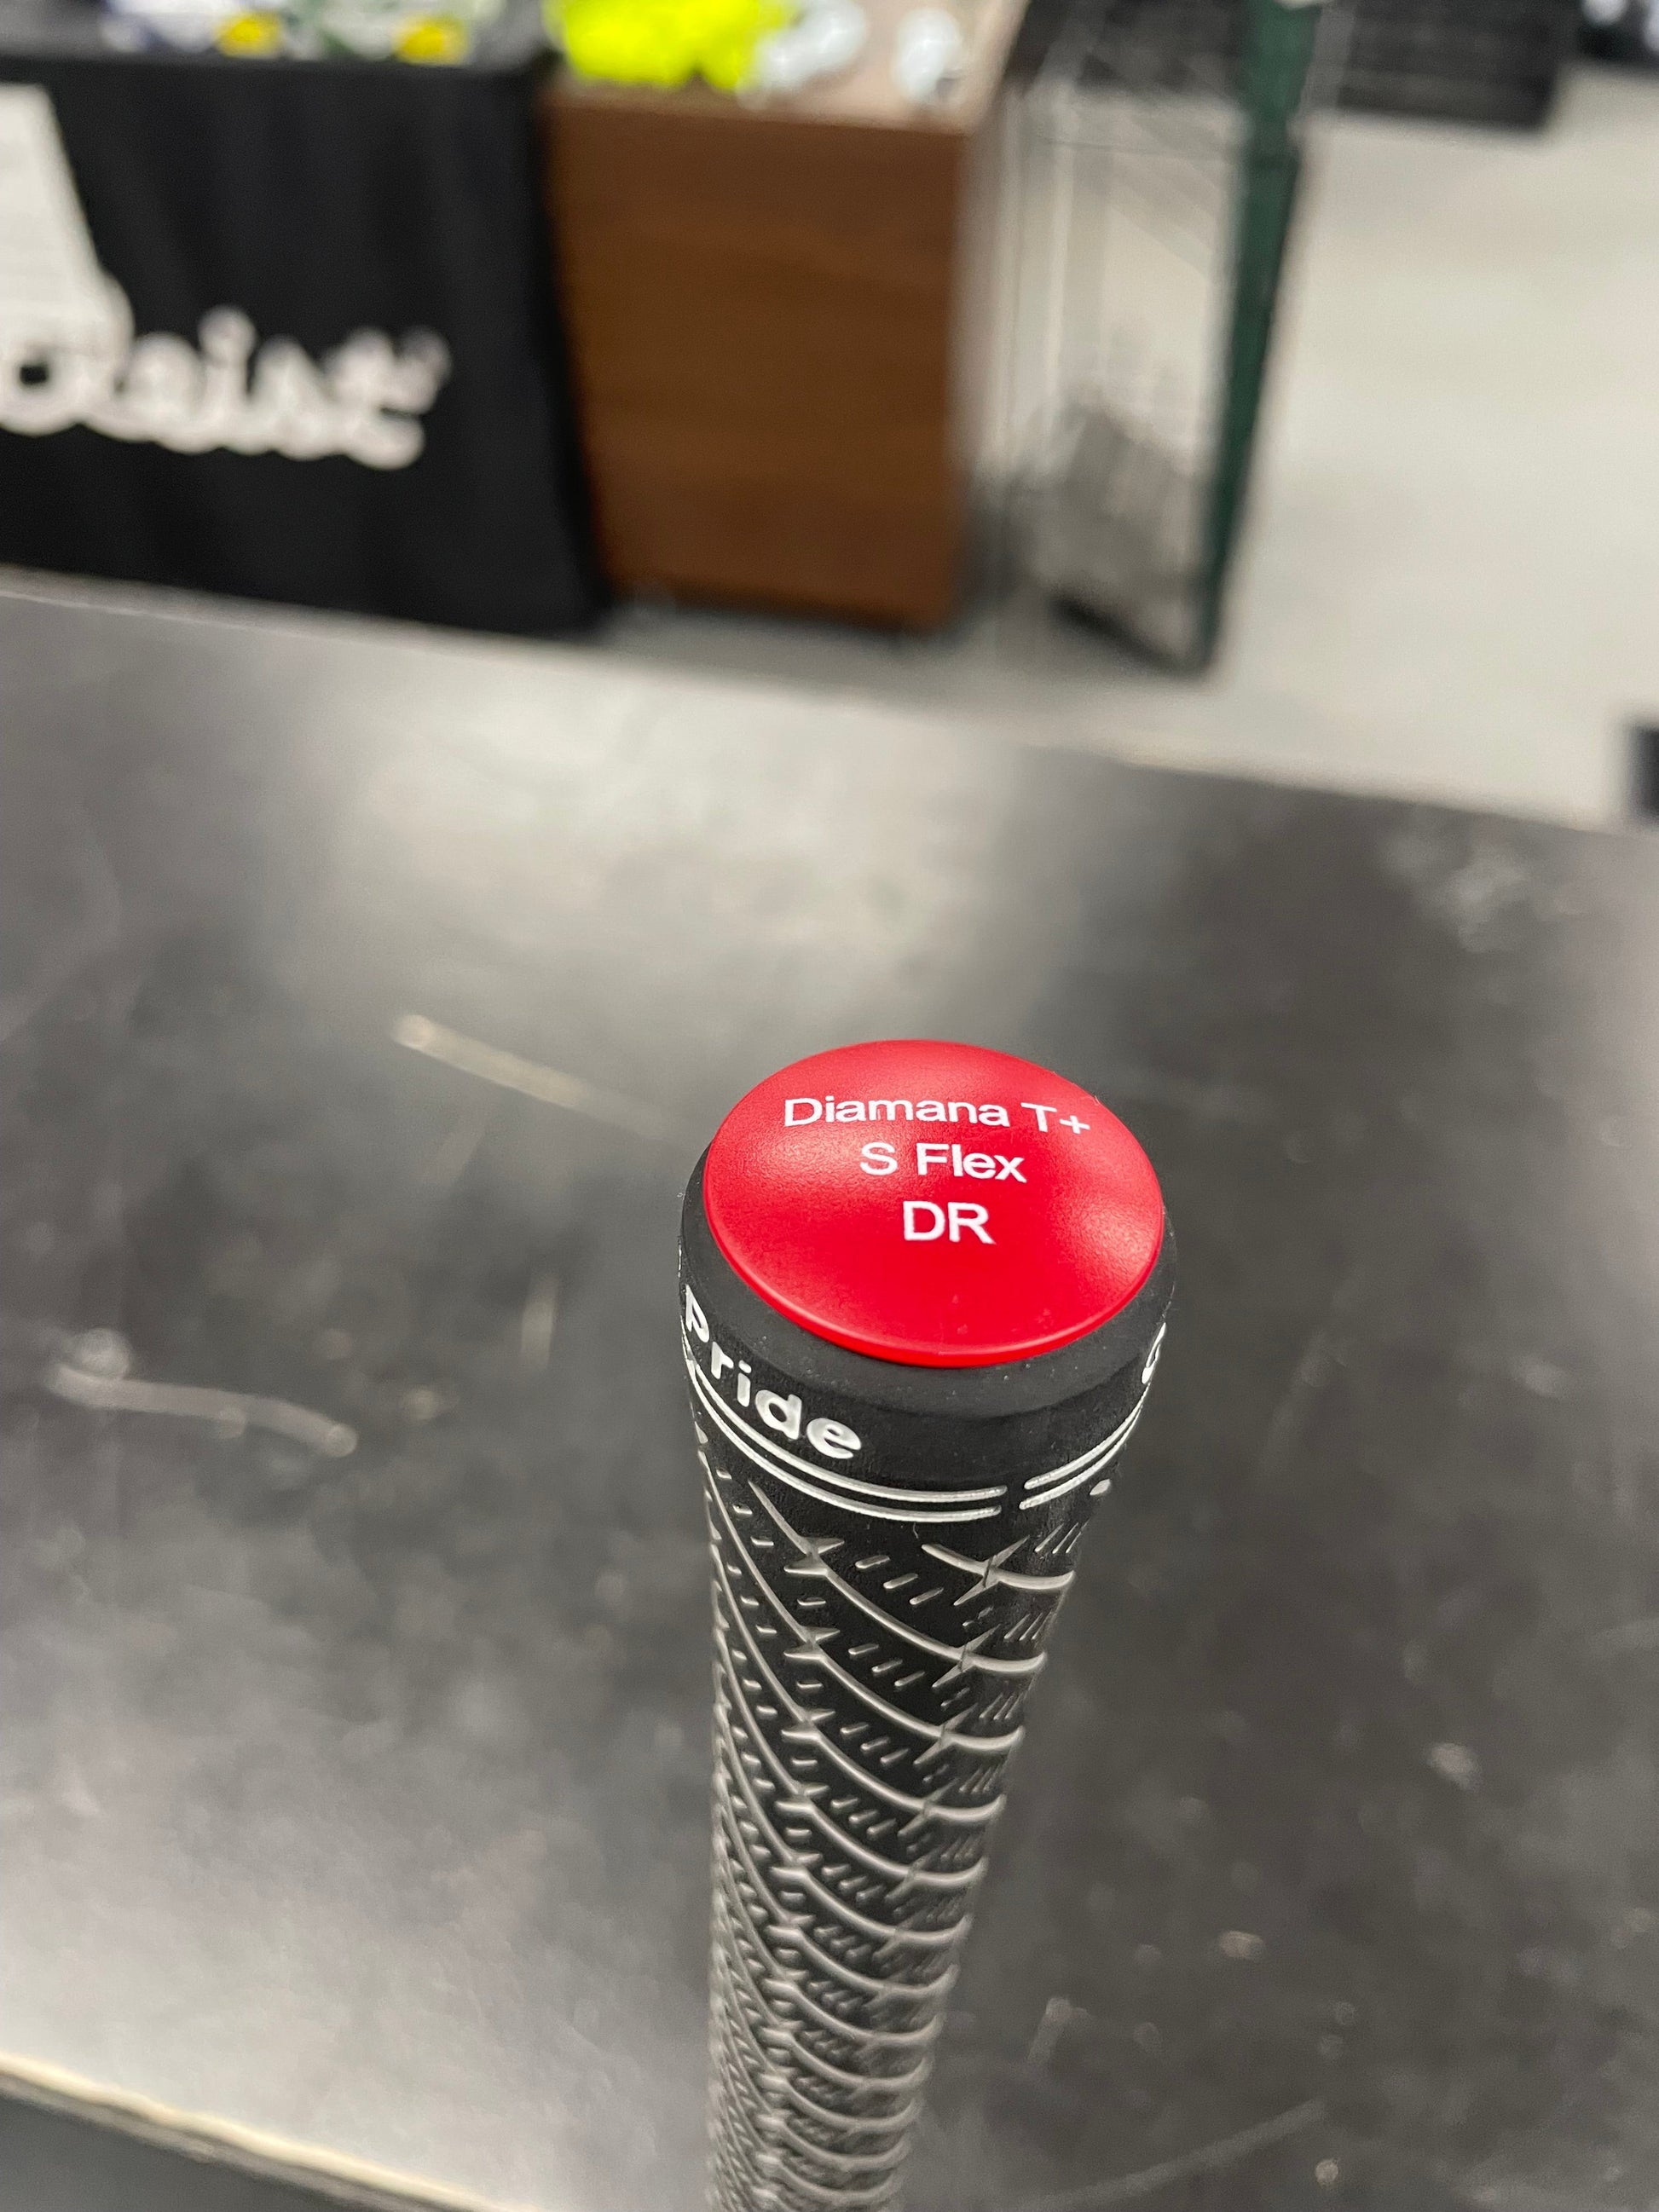 Diamana T+
S Flex
DR
Pride